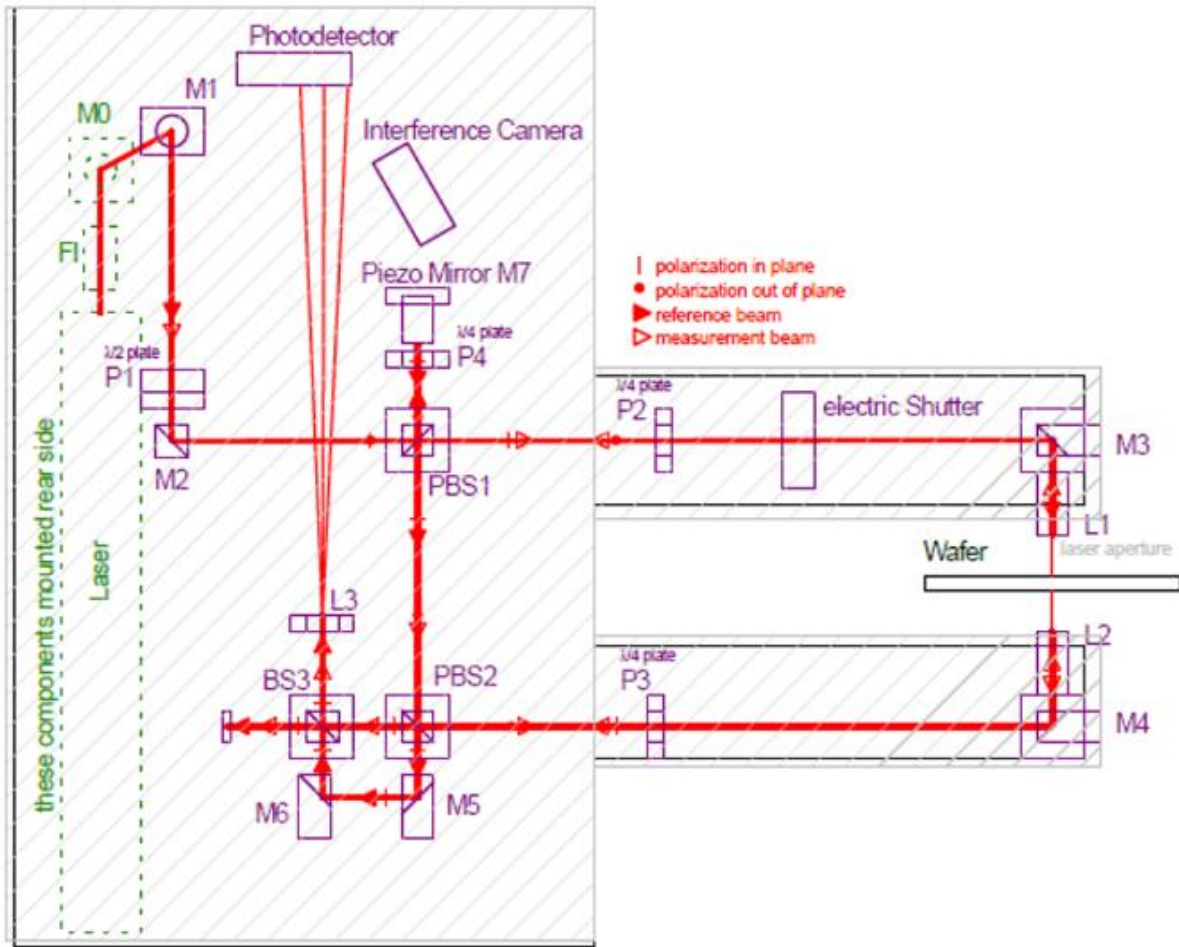 Photodetector
M1
M0
Interference Camera
FI
Piezo Mirror M7
polarization in plane
polarization out of plane
reference beam
measurement beam
λ/2 plate
P1
λ/4 plate
P4
λ/4 plate
P2
electric Shutter
M3
M2
PBS1
L1
laser aperture
Wafer
these components mounted rear side
Laser
L3
L2
BS3
PBS2
λ/4 plate
P3
M4
M6
M5